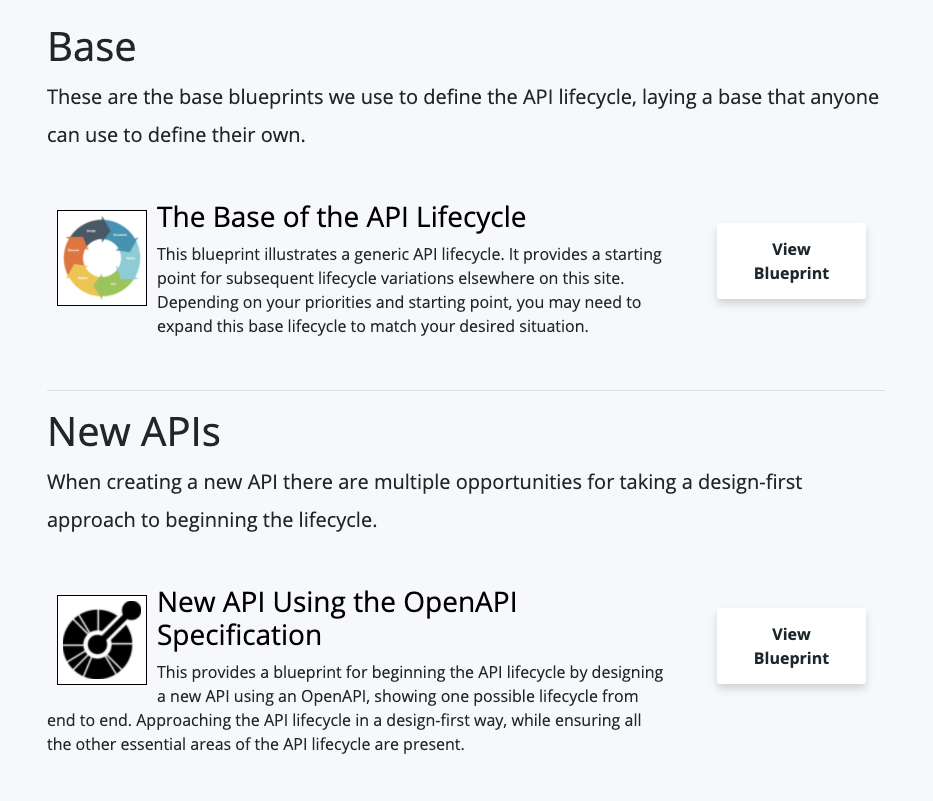 Base
These are the base blueprints we use to define the API lifecycle, laying a base that anyone
can use to define their own.
The Base of the API Lifecycle
This blueprint illustrates a generic API lifecycle. It provides a starting
point for subsequent lifecycle variations elsewhere on this site.
Depending on your priorities and starting point, you may need to
expand this base lifecycle to match your desired situation.
View
Blueprint
New APIs
When creating a new API there are multiple opportunities for taking a design-first
approach to beginning the lifecycle.
New API Using the OpenAPI
Specification
This provides a blueprint for beginning the API lifecycle by designing
a new API using an OpenAPI, showing one possible lifecycle from
end to end. Approaching the API lifecycle in a design-first way, while ensuring all
the other essential areas of the API lifecycle are present.
View
Blueprint